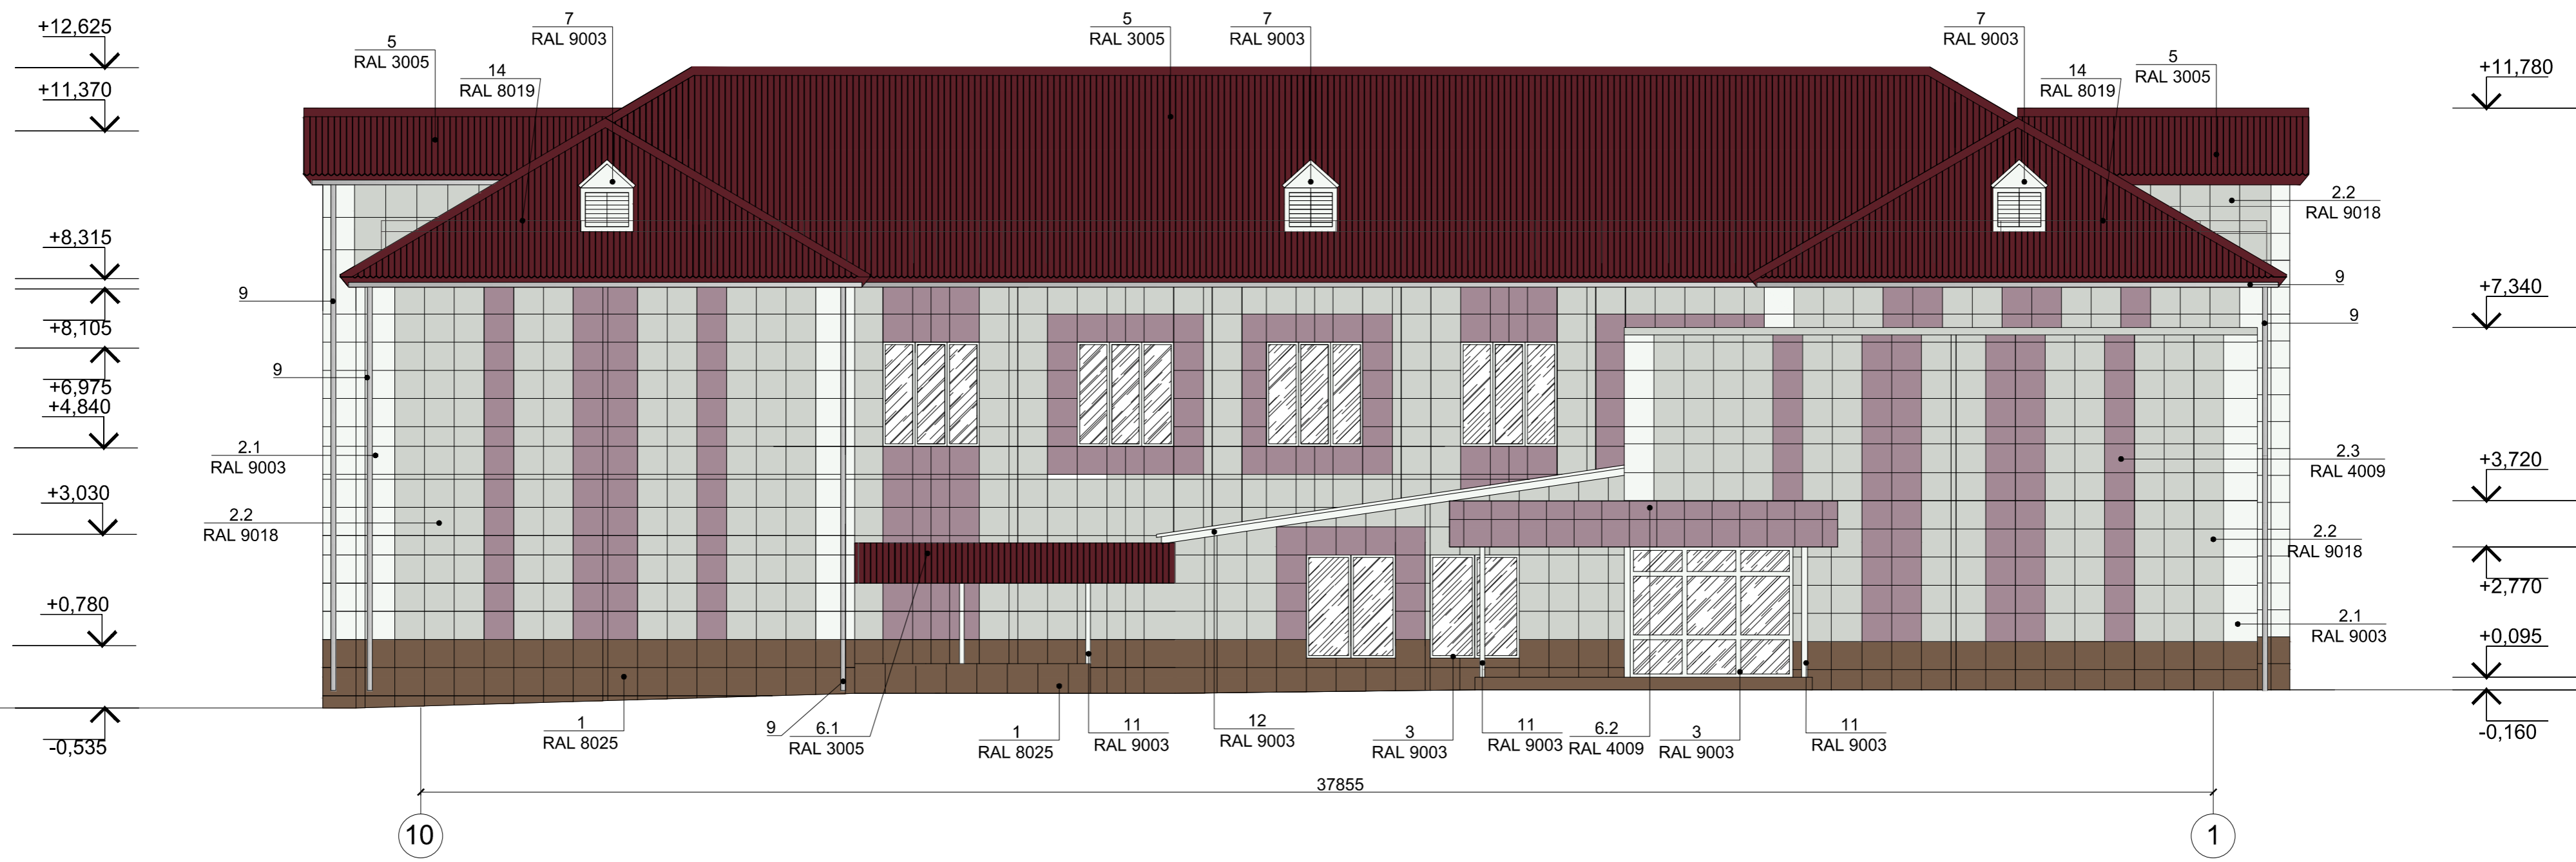 +12,625
+11,370
+8,315
+8,105
+6,975
+4,840
+3,030
+0,780
-0,535
5
RAL 3005
14
RAL 8019
7
RAL 9003
5
RAL 3005
7
RAL 9003
7
RAL 9003
14
RAL 8019
5
RAL 3005
9
9
2.1
RAL 9003
2.2
RAL 9018
2.2
RAL 9018
9
9
2.3
RAL 4009
2.2
RAL 9018
2.1
RAL 9003
+11,780
+7,340
+3,720
+2,770
+0,095
-0,160
1
RAL 8025
9
6.1
RAL 3005
1
RAL 8025
11
RAL 9003
12
RAL 9003
3
RAL 9003
11
RAL 9003
6.2
RAL 4009
3
RAL 9003
11
RAL 9003
37855
10
1